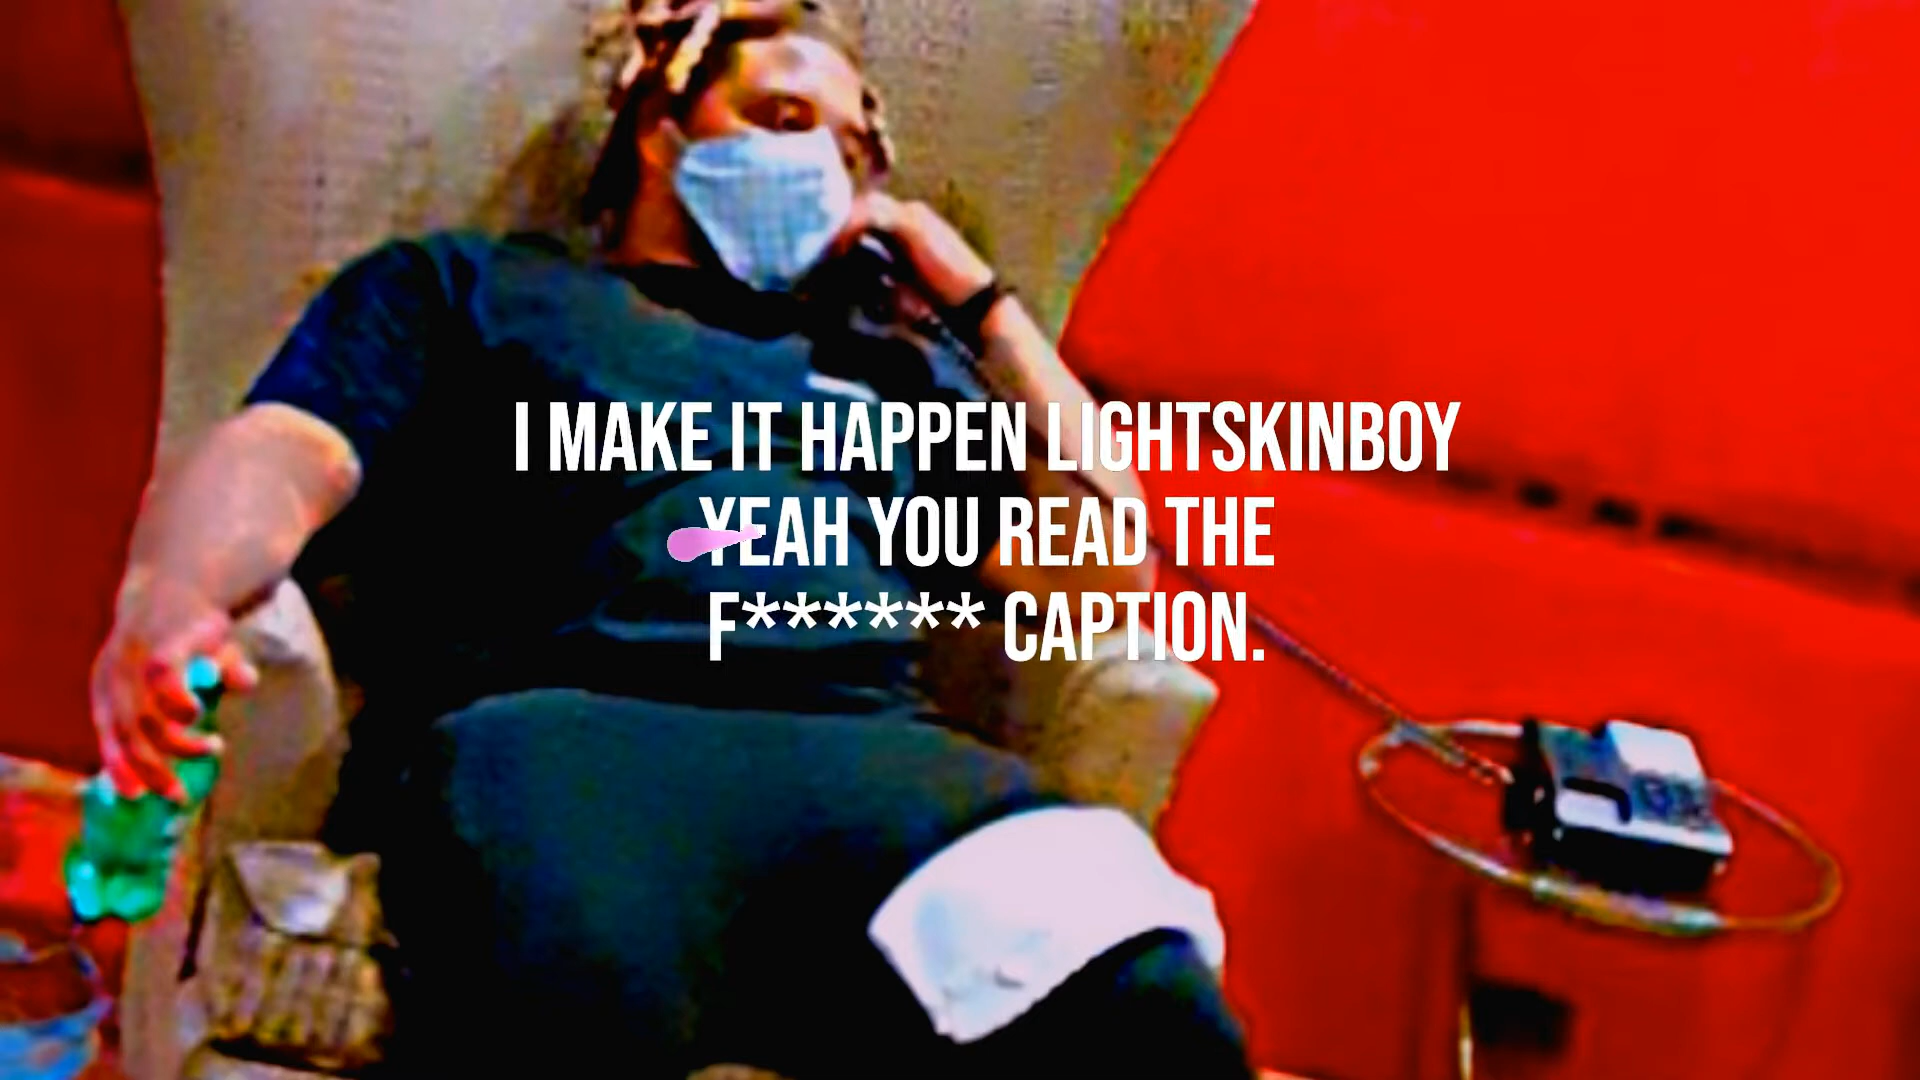 I MAKE IT HAPPEN LIGHTSKINBOY
YEAH YOU READ THE
F****** CAPTION.